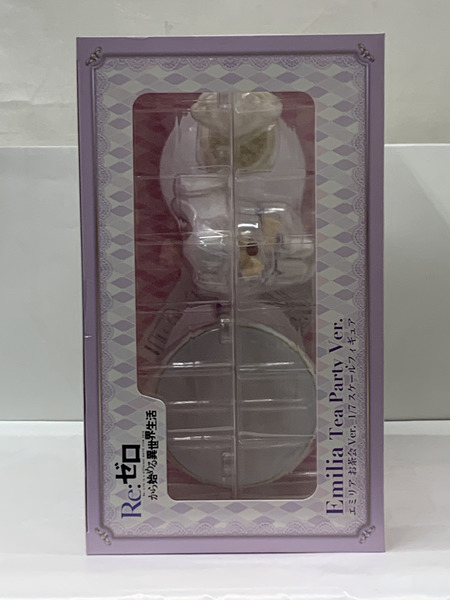 Re:ゼロ
から始める異世界生活
Emilia Tea Party Ver.
エミリア お茶会Ver. 1/7スケールフィギュア